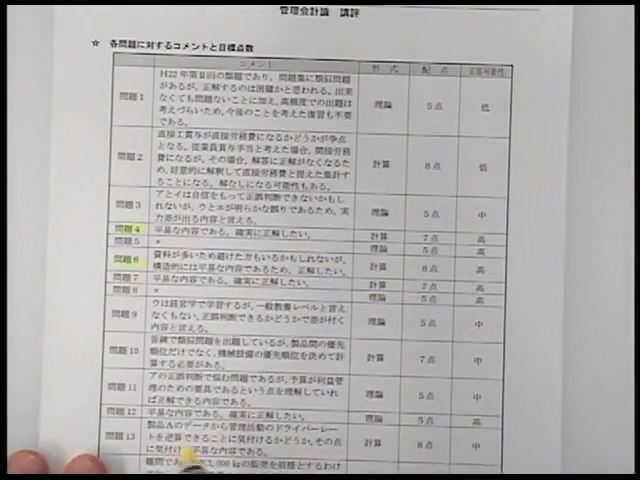 管理会計論 講評
☆ 各問題に対するコメントと目標点数
コメント 形式 配点 正答可能性
問題1 H22年第Ⅱ回の類題であり、問題集に類似問題
があるが、正解するのは困難かと思われる。出来
なくても問題ないことに加え、高頻度での出題は
考えづらいため、今後のことを考えた復習も不要
である。
理論 5点 低
問題2 直接工賞与が直接労務費になるかどうかが争点
となる。従業員賞与手当と考えた場合、間接労務
費になるが、その場合、解答に正解がなくなるた
め、好意的に解釈して直接労務費と捉えた集計す
ることになる。解なしになる可能性もある。
計算 8点 低
問題3 アとイは自信をもって正誤判断できないかもし
れないが、ウとエが明らかな誤りであるため、実
力差が出る内容と言える。
理論 5点 中
問題4 平易な内容である。確実に正解したい。 計算 7点 高
問題5 〃 理論 5点 高
問題6 資料が多いため避けた方もいるかもしれないが、
構造的には平易な内容であるため、正解したい。
計算 8点 高
問題7 平易な内容である。確実に正解したい。 計算 7点 高
問題8 〃 理論 5点 高
問題9 ウは経営学で学習するが、一般教養レベルと言え
なくもない。正誤判断できるかどうかで差が付く
内容と言える。
理論 5点 中
問題10 答練で類似問題を出題しているが、製品間の優先
順位だけでなく、機械設備の優先順位を決めて計
算する必要がある。
計算 7点 中
問題11 アの正誤判断で悩む問題であるが、予算が利益管
理のための要具であるという点を理解していれ
ば正解できる内容である。
理論 5点 中
問題12 平易な内容である。確実に正解したい。 理論 5点 高
問題13 製品Aのデータから管理活動のドライバーレー
トを逆算できることに気付けるかどうか。その点
に気付け 平易な内容である。
計算 8点 中
難問で 000kgの販売を前提とするわけ